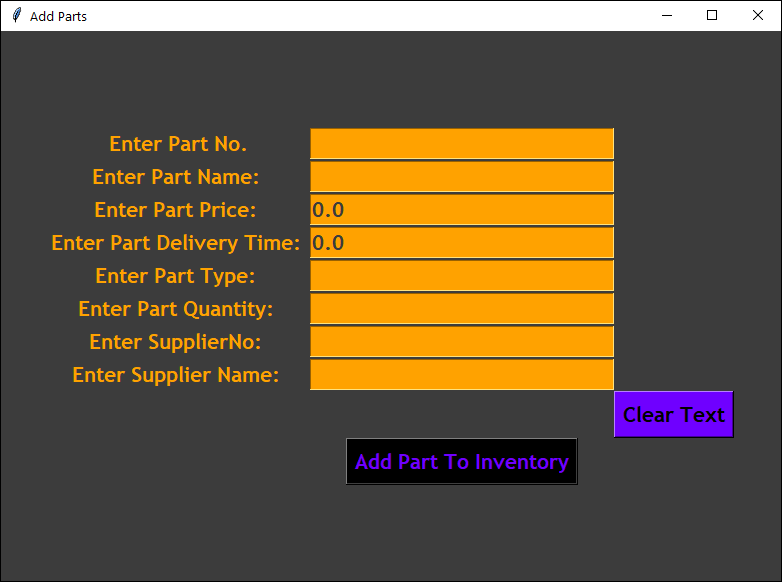 Add Parts
Enter Part No.
Enter Part Name:
Enter Part Price: 0.0
Enter Part Delivery Time: 0.0
Enter Part Type:
Enter Part Quantity:
Enter SupplierNo:
Enter Supplier Name:
Clear Text
Add Part To Inventory